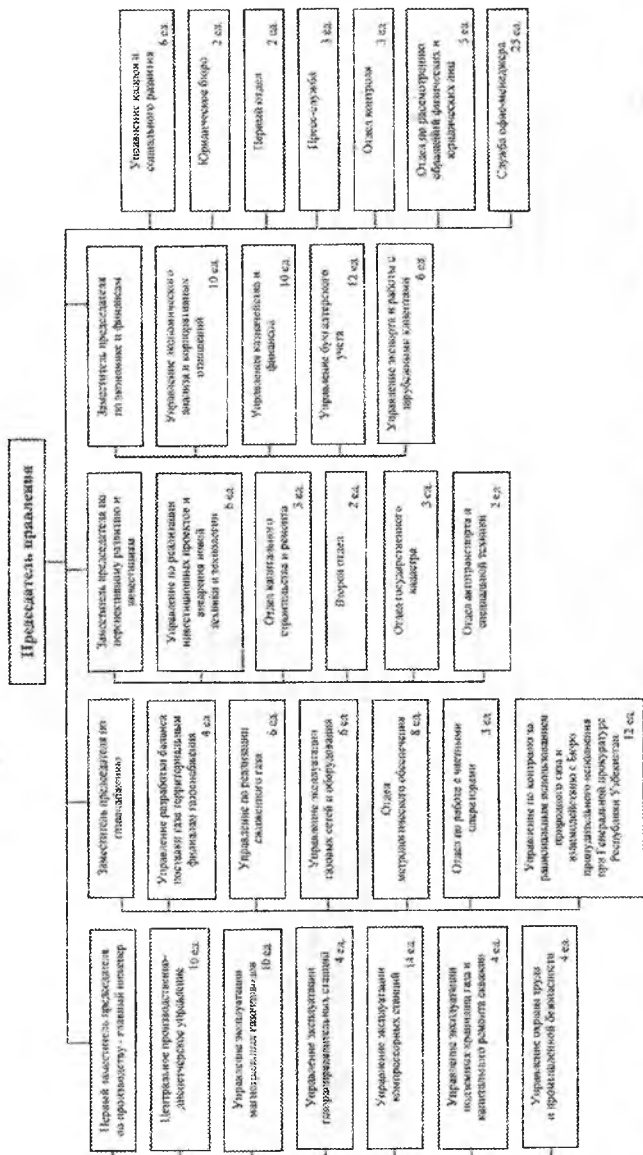 Председатель правления
Первый заместитель председателя
по производству - главный инженер
Центральное производственно-
диспетчерское управление
10 ед.
Управление эксплуатации
магистральных газопроводов
10 ед.
Управление эксплуатации
газораспределительных станций
4 ед.
Управление эксплуатации
компрессорных станций
14 ед.
Управление эксплуатации
подземных хранилищ газа и
капитального ремонта скважин
4 ед.
Управление охраны труда
и промышленной безопасности
4 ед.
Заместитель председателя по
газоснабжению
Управление разработки баланса
поставки газа территориальным
филиалам газоснабжения
4 ед.
Управление по реализации
сжиженного газа
6 ед.
Управление эксплуатации
газовых сетей и оборудования
6 ед.
Отдел
метрологического обеспечения
8 ед.
Отдел по работе с частными
операторами
3 ед.
Управление по контролю за
рациональным использованием
природного газа и
взаимодействию с Бюро
принудительного исполнения
при Генеральной прокуратуре
Республики Узбекистан
12 ед.
Заместитель председателя по
перспективному развитию и
инвестициям
Управление по реализации
инвестиционных проектов и
внедрения новой
техники и технологии
6 ед.
Отдел капитального
строительства и ремонта
3 ед.
Второй отдел
2 ед.
Отдел государственного
кадастра
3 ед.
Отдел автотранспорта и
специальной техники
2 ед.
Заместитель председателя
по экономике и финансам
Управление экономического
анализа и корпоративных
отношений
10 ед.
Управление казначейство и
финансы
10 ед.
Управление бухгалтерского
учета
12 ед.
Управление экспорта и работы с
зарубежными клиентами
6 ед.
Управление кадров и
социального развития
6 ед.
Юридическое бюро
2 ед.
Первый отдел
2 ед.
Пресс-служба
3 ед.
Отдел контроля
3 ед.
Отдел по рассмотрению
обращений физических и
юридических лиц
5 ед.
Служба офис-менеджера
25 ед.